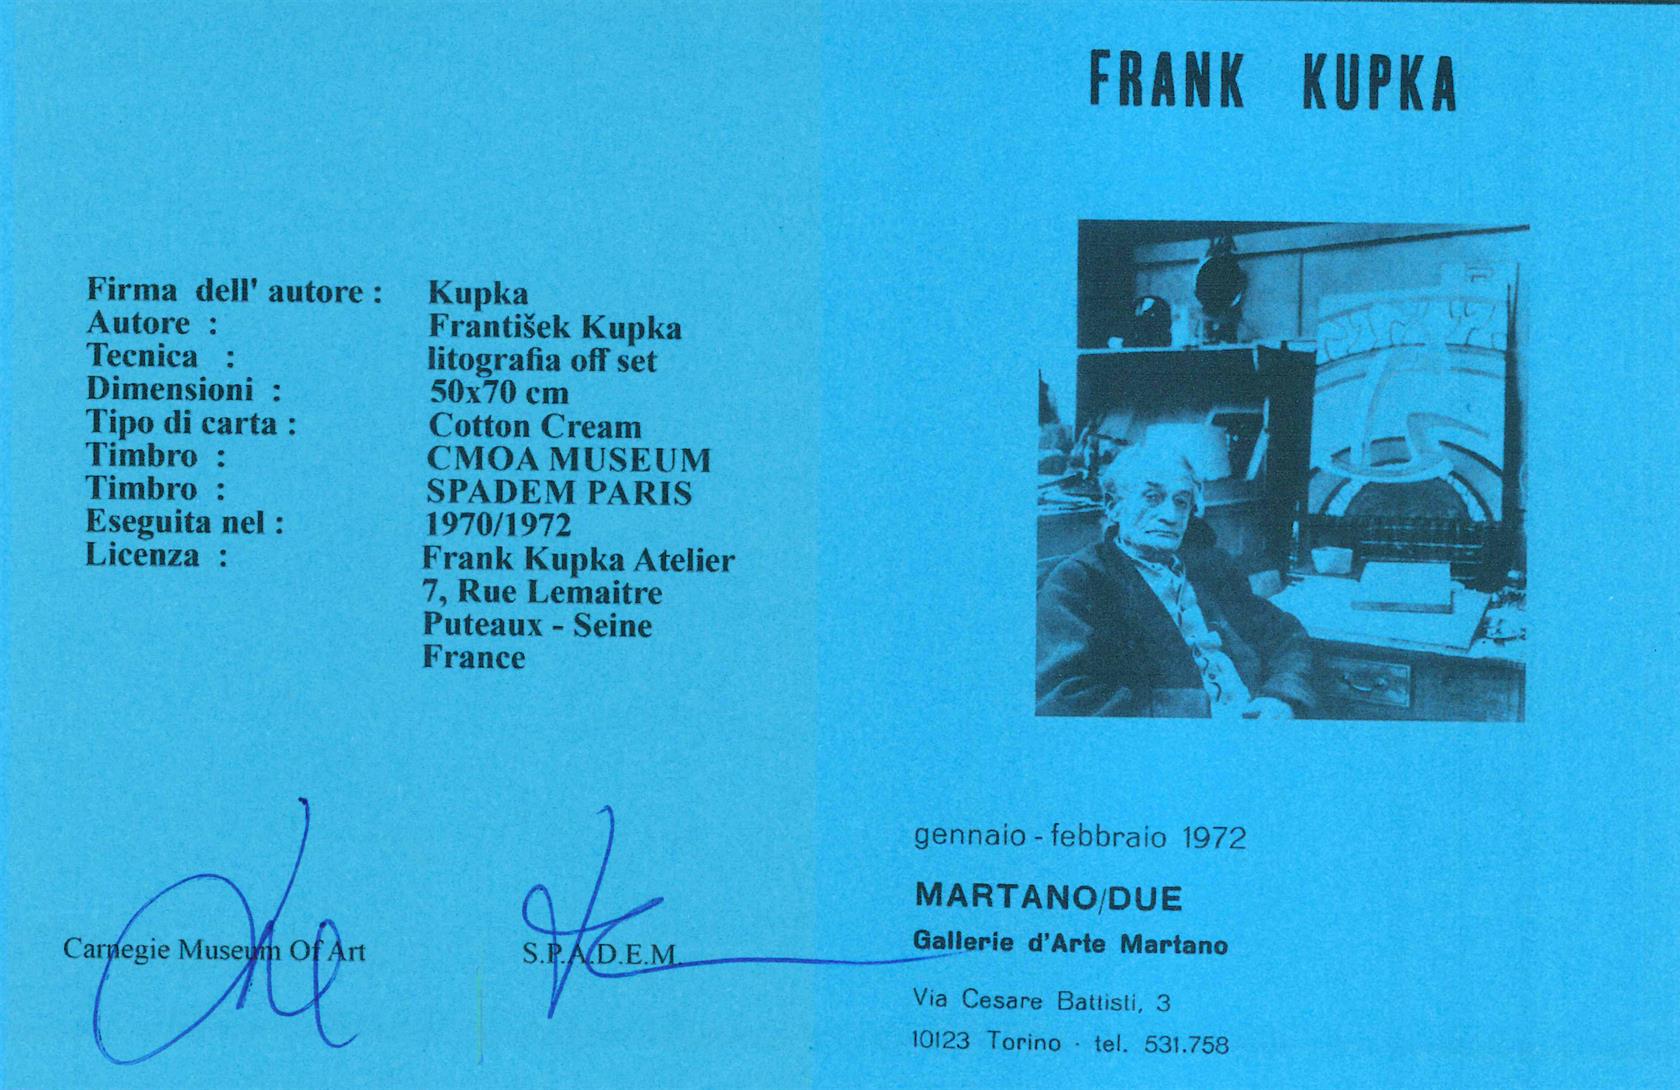 Firma dell' autore : Kupka
Autore : František Kupka
Tecnica : litografia off set
Dimensioni : 50x70 cm
Tipo di carta : Cotton Cream
Timbro : CMOA MUSEUM
Timbro : SPADEM PARIS
Eseguita nel : 1970/1972
Licenza : Frank Kupka Atelier
7, Rue Lemaitre
Puteaux - Seine
France
Carnegie Museum Of Art
S.P.A.D.E.M.
FRANK KUPKA
gennaio - febbraio 1972
MARTANO/DUE
Gallerie d'Arte Martano
Via Cesare Battisti, 3
10123 Torino · tel. 531.758